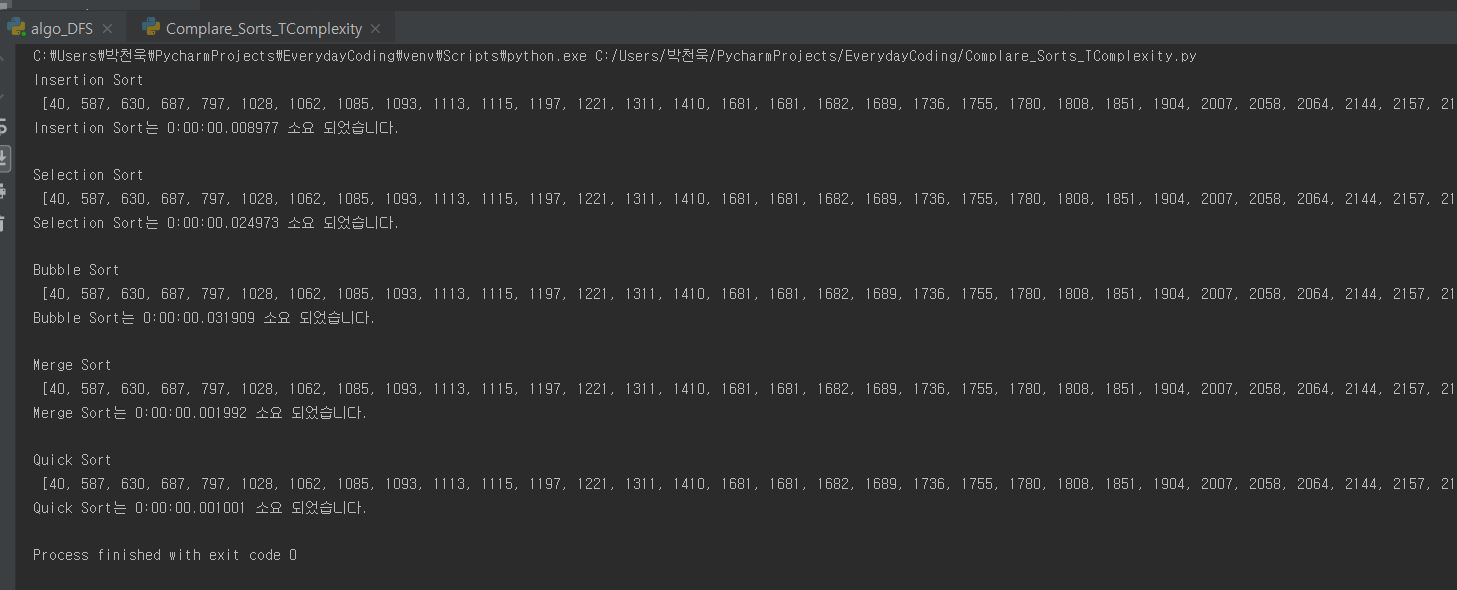 algo_DFS × Complare_Sorts_TComplexity ×
C:\Users\박천욱\PycharmProjects\EverydayCoding\venv\Scripts\python.exe C:/Users/박천욱/PycharmProjects/EverydayCoding/Complare_Sorts_TComplexity.py
Insertion Sort
[40, 587, 630, 687, 797, 1028, 1062, 1085, 1093, 1113, 1115, 1197, 1221, 1311, 1410, 1681, 1681, 1682, 1689, 1736, 1755, 1780, 1808, 1851, 1904, 2007, 2058, 2064, 2144, 2157, 21
Insertion Sort는 0:00:00.008977 소요 되었습니다.
Selection Sort
[40, 587, 630, 687, 797, 1028, 1062, 1085, 1093, 1113, 1115, 1197, 1221, 1311, 1410, 1681, 1681, 1682, 1689, 1736, 1755, 1780, 1808, 1851, 1904, 2007, 2058, 2064, 2144, 2157, 21
Selection Sort는 0:00:00.024973 소요 되었습니다.
Bubble Sort
[40, 587, 630, 687, 797, 1028, 1062, 1085, 1093, 1113, 1115, 1197, 1221, 1311, 1410, 1681, 1681, 1682, 1689, 1736, 1755, 1780, 1808, 1851, 1904, 2007, 2058, 2064, 2144, 2157, 21
Bubble Sort는 0:00:00.031909 소요 되었습니다.
Merge Sort
[40, 587, 630, 687, 797, 1028, 1062, 1085, 1093, 1113, 1115, 1197, 1221, 1311, 1410, 1681, 1681, 1682, 1689, 1736, 1755, 1780, 1808, 1851, 1904, 2007, 2058, 2064, 2144, 2157, 21
Merge Sort는 0:00:00.001992 소요 되었습니다.
Quick Sort
[40, 587, 630, 687, 797, 1028, 1062, 1085, 1093, 1113, 1115, 1197, 1221, 1311, 1410, 1681, 1681, 1682, 1689, 1736, 1755, 1780, 1808, 1851, 1904, 2007, 2058, 2064, 2144, 2157, 21
Quick Sort는 0:00:00.001001 소요 되었습니다.
Process finished with exit code 0